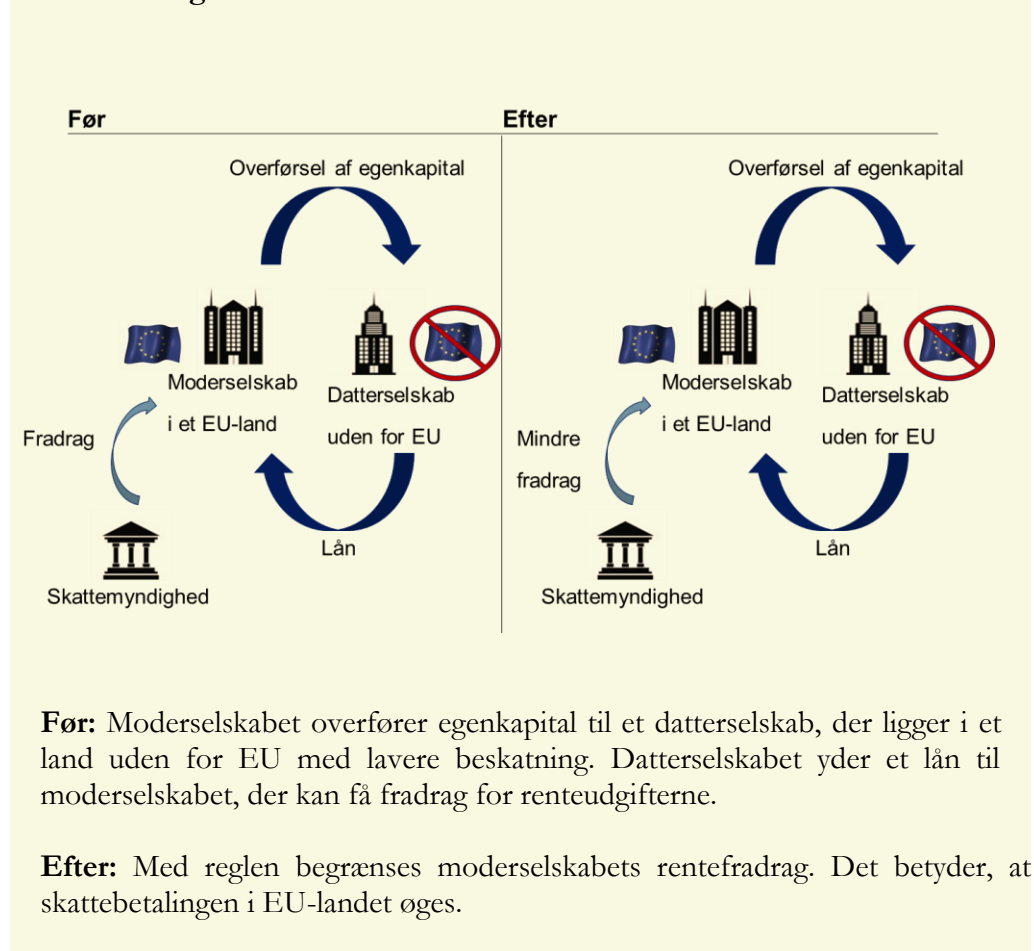 Før
Efter
Overførsel af egenkapital
Moderselskab
i et EU-land
Datterselskab
uden for EU
Fradrag
Lån
Skattemyndighed
Overførsel af egenkapital
Moderselskab
i et EU-land
Datterselskab
uden for EU
Mindre
fradrag
Lån
Skattemyndighed
Før: Moderselskabet overfører egenkapital til et datterselskab, der ligger i et
land uden for EU med lavere beskatning. Datterselskabet yder et lån til
moderselskabet, der kan få fradrag for renteudgifterne.
Efter: Med reglen begrænses moderselskabets rentefradrag. Det betyder, at
skattebetalingen i EU-landet øges.